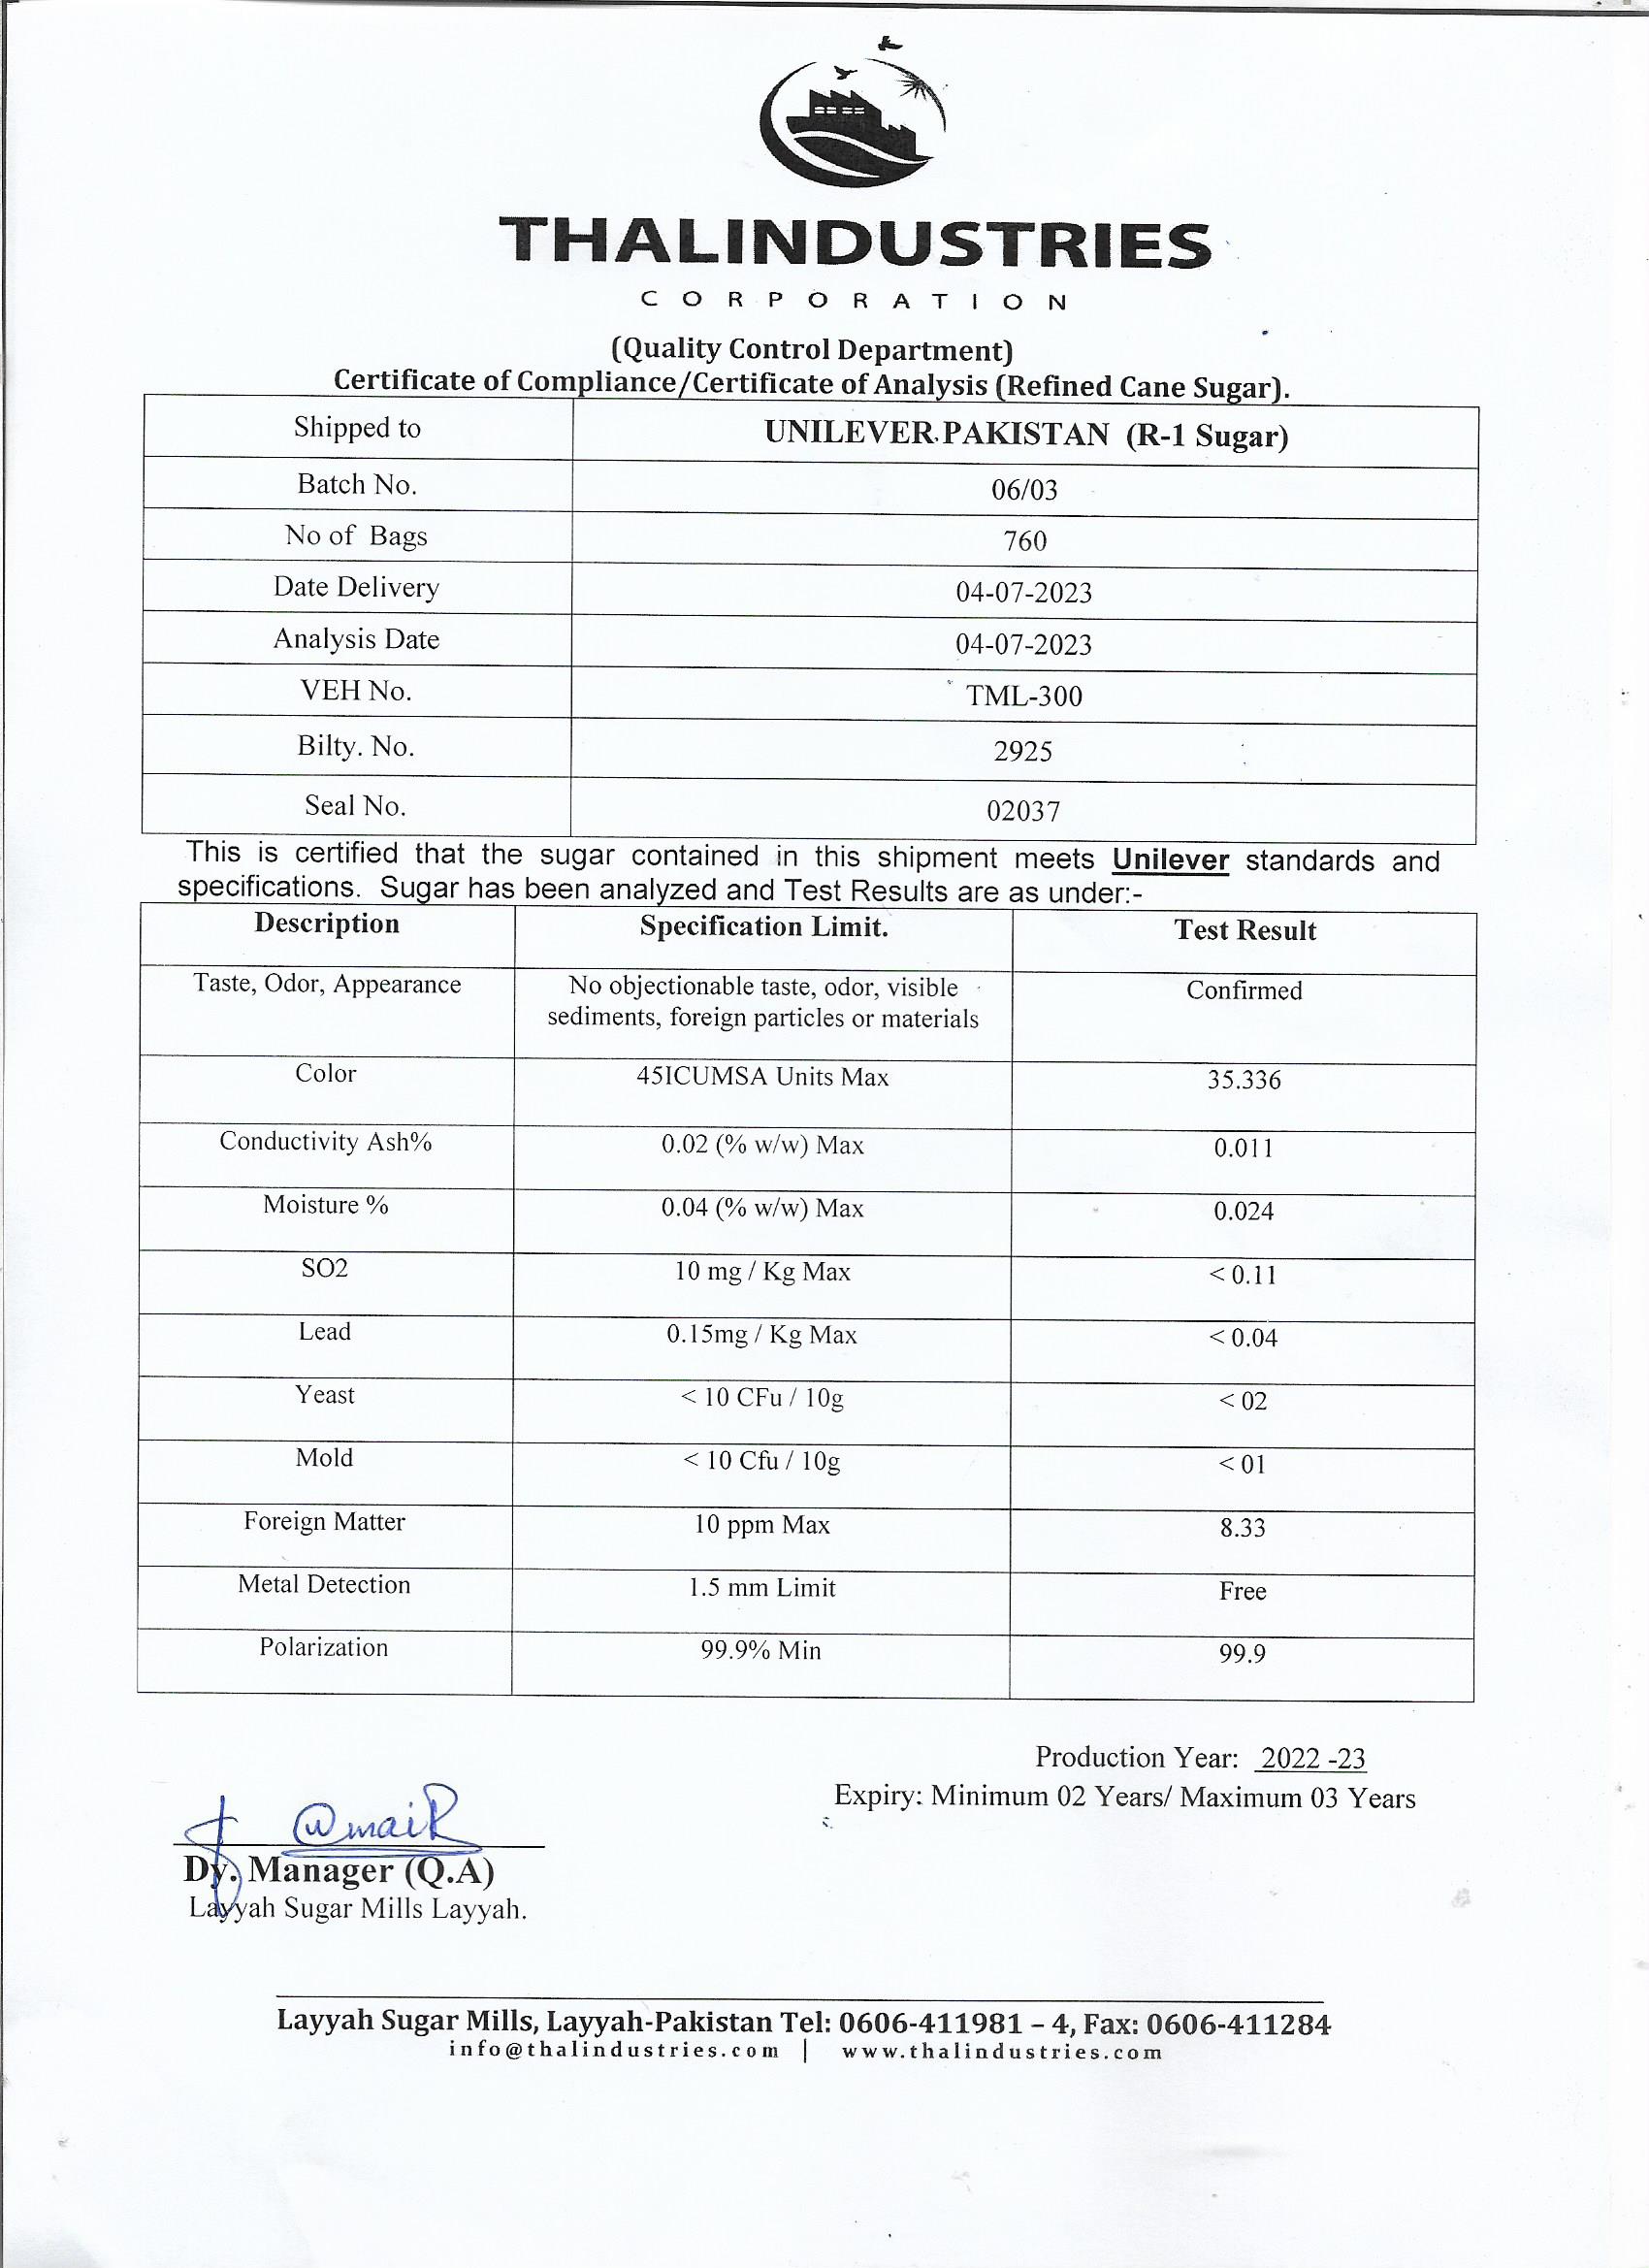 THALINDUSTRIES
CORPORATION
(Quality Control Department)
Certificate of Compliance/Certificate of Analysis (Refined Cane Sugar).
Shipped to UNILEVER PAKISTAN (R-1 Sugar)
Batch No. 06/03
No of Bags 760
Date Delivery 04-07-2023
Analysis Date 04-07-2023
VEH No. TML-300
Bilty. No. 2925
Seal No. 02037
This is certified that the sugar contained in this shipment meets Unilever standards and
specifications. Sugar has been analyzed and Test Results are as under:-
Description Specification Limit. Test Result
Taste, Odor, Appearance No objectionable taste, odor, visible Confirmed
sediments, foreign particles or materials
Color 45ICUMSA Units Max 35.336
Conductivity Ash% 0.02 (% w/w) Max 0.011
Moisture % 0.04 (% w/w) Max 0.024
SO2 10 mg / Kg Max < 0.11
Lead 0.15mg / Kg Max < 0.04
Yeast < 10 CFu / 10g < 02
Mold < 10 Cfu / 10g < 01
Foreign Matter 10 ppm Max 8.33
Metal Detection 1.5 mm Limit Free
Polarization 99.9% Min 99.9
Production Year: 2022 -23
Expiry: Minimum 02 Years/ Maximum 03 Years
Dy. Manager (Q.A)
Layyah Sugar Mills Layyah.
Layyah Sugar Mills, Layyah-Pakistan Tel: 0606-411981 – 4, Fax: 0606-411284
info@thalindustries.com | www.thalindustries.com